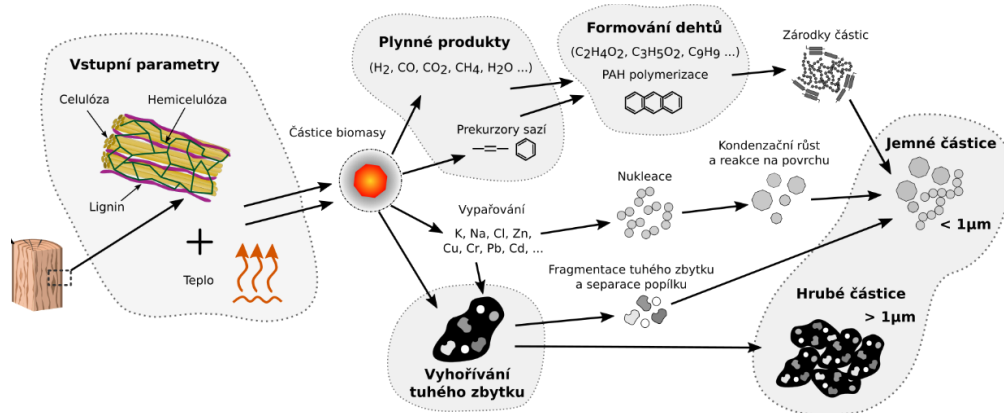 Vstupní parametry
Celulóza
Hemicelulóza
Lignin
Teplo
Částice biomasy
Plynné produkty
(H2, CO, CO2, CH4, H2O ...)
Prekurzory sazí
Formování dehtů
(C2H4O2, C3H5O2, C9H9 ...)
PAH polymerizace
Zárodky částic
Vypařování
K, Na, Cl, Zn,
Cu, Cr, Pb, Cd, ...
Nukleace
Kondenzační růst
a reakce na povrchu
Jemné částice
< 1μm
Fragmentace tuhého zbytku
a separace popílku
Vyhořívání
tuhého zbytku
Hrubé částice
> 1μm